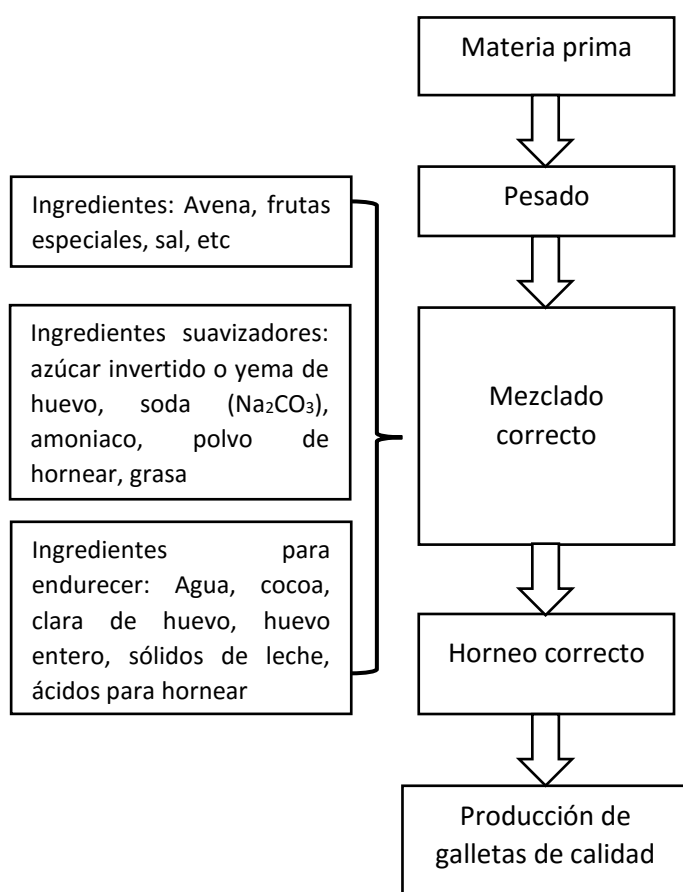 Materia prima
Pesado
Ingredientes: Avena, frutas
especiales, sal, etc
Ingredientes suavizadores:
azúcar invertido o yema de
huevo, soda (Na₂CO₃),
amoniaco, polvo de
hornear, grasa
Ingredientes para
endurecer: Agua, cocoa,
clara de huevo, huevo
entero, sólidos de leche,
ácidos para hornear
Mezclado
correcto
Horneo correcto
Producción de
galletas de calidad